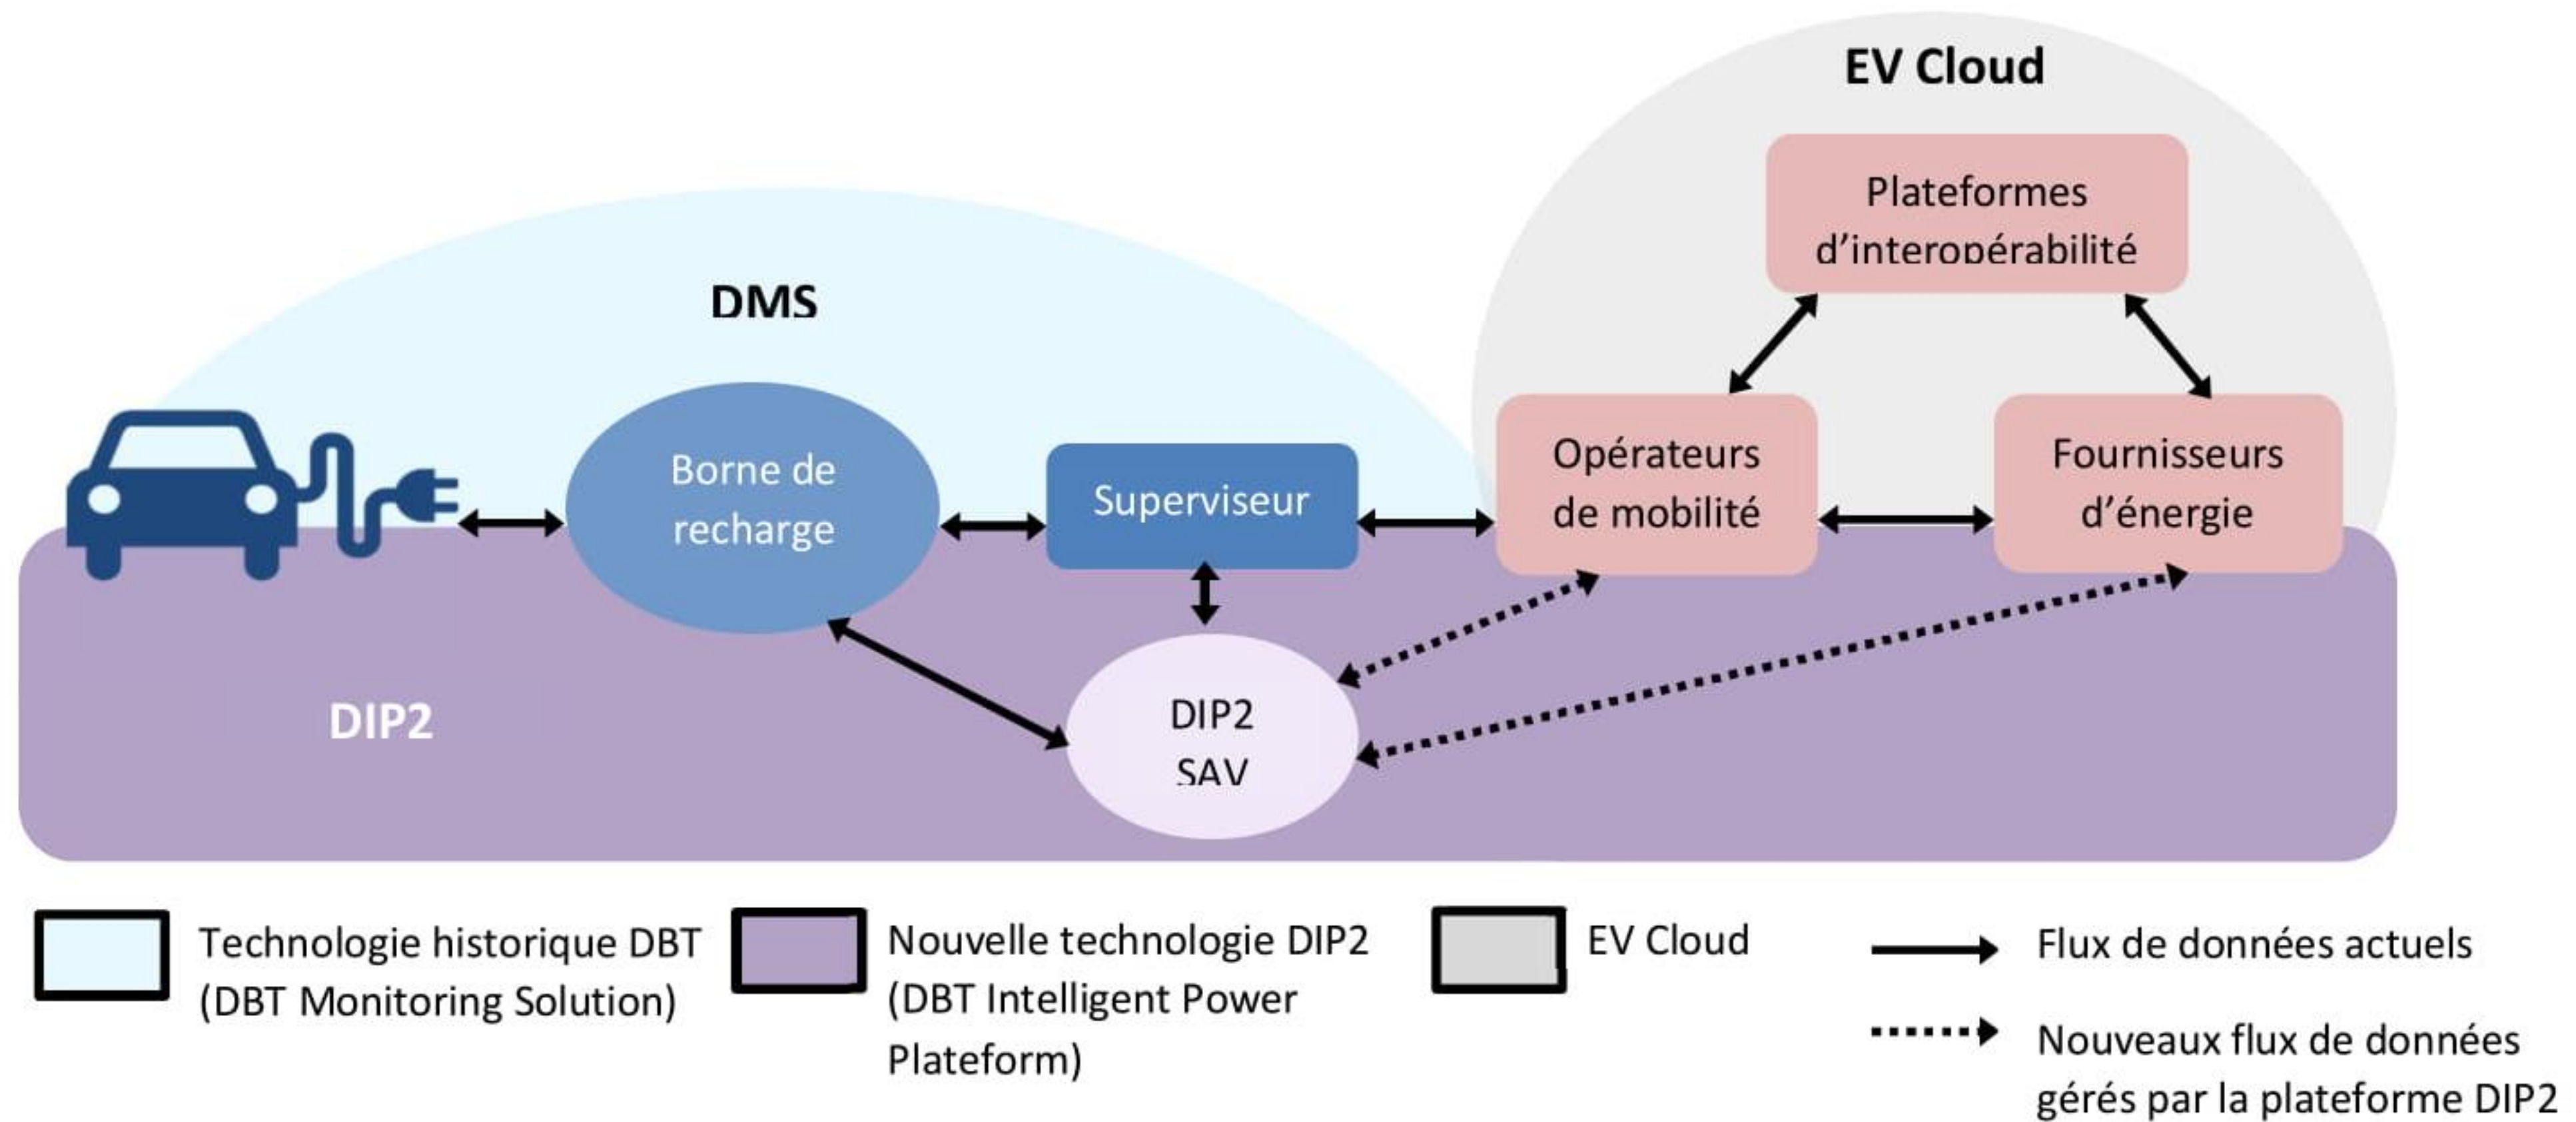 EV Cloud
Plateformes
d’interopérabilité
DMS
Borne de
recharge
Superviseur
Opérateurs
de mobilité
Fournisseurs
d’énergie
DIP2
DIP2
SAV
Technologie historique DBT
(DBT Monitoring Solution)
Nouvelle technologie DIP2
(DBT Intelligent Power
Plateform)
EV Cloud
Flux de données actuels
Nouveaux flux de données
gérés par la plateforme DIP2